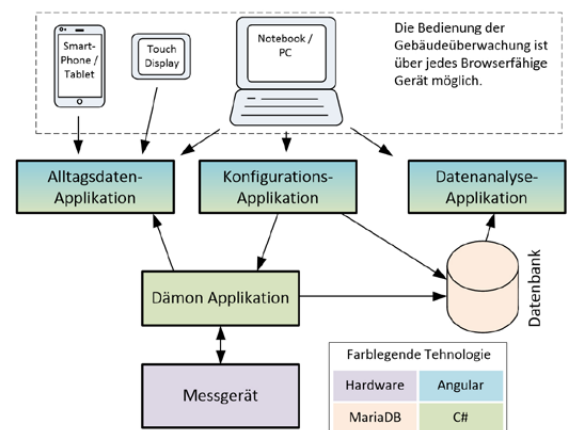 Smart-
Phone /
Tablet
Touch
Display
Notebook /
PC
Die Bedienung der
Gebäudeüberwachung ist
über jedes Browserfähige
Gerät möglich.
Alltagsdaten-
Applikation
Konfigurations-
Applikation
Datenanalyse-
Applikation
Dämon Applikation
Datenbank
Messgerät
Farblegende Tehnologie
Hardware
Angular
MariaDB
C#